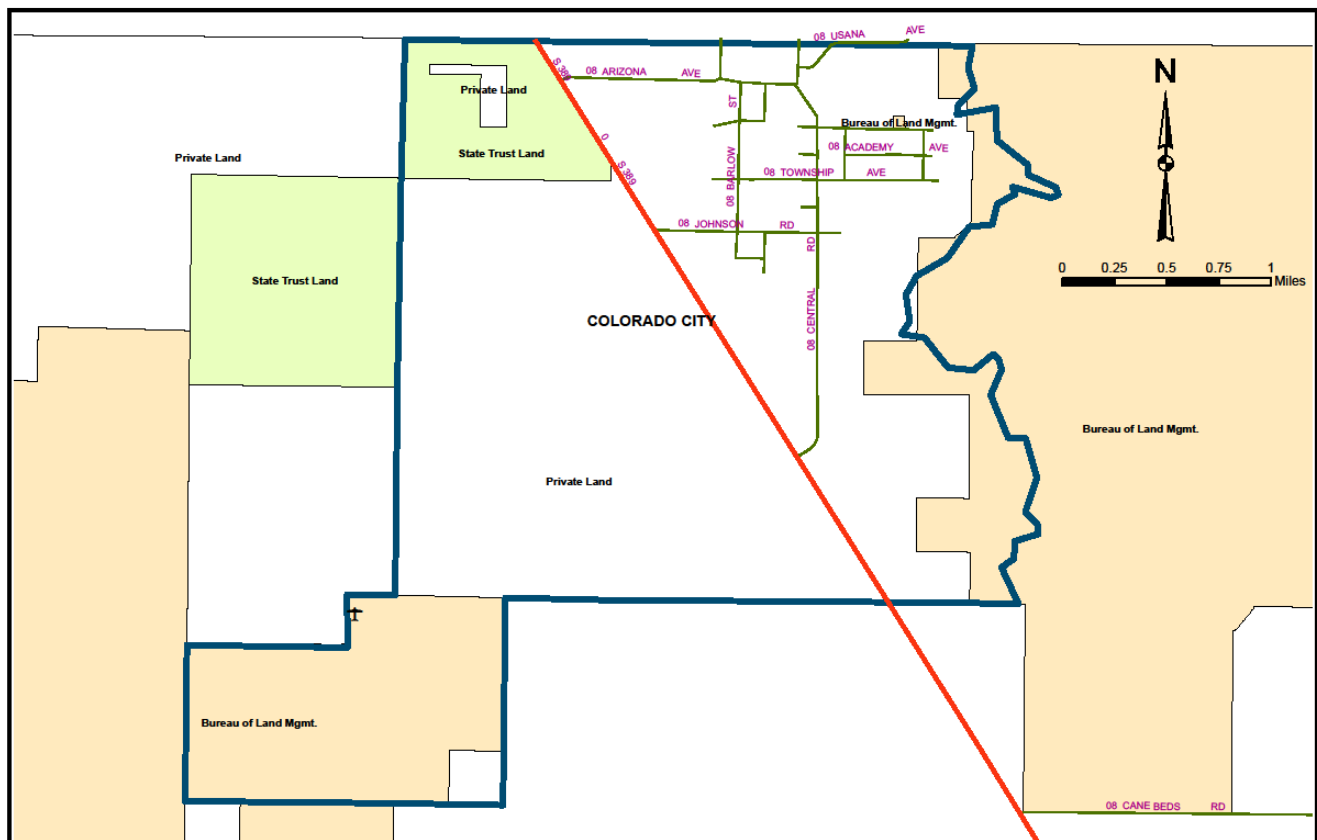 08 USANA AVE
S 389
08 ARIZONA AVE
N
Private Land
ST
Bureau of Land Mgmt.
0
Private Land
State Trust Land
08 ACADEMY AVE
S 389
08 BARLOW
08 TOWNSHIP AVE
08 JOHNSON RD
RD
0 0.25 0.5 0.75 1
Miles
State Trust Land
08 CENTRAL
COLORADO CITY
Bureau of Land Mgmt.
Private Land
Bureau of Land Mgmt.
08 CANE BEDS RD